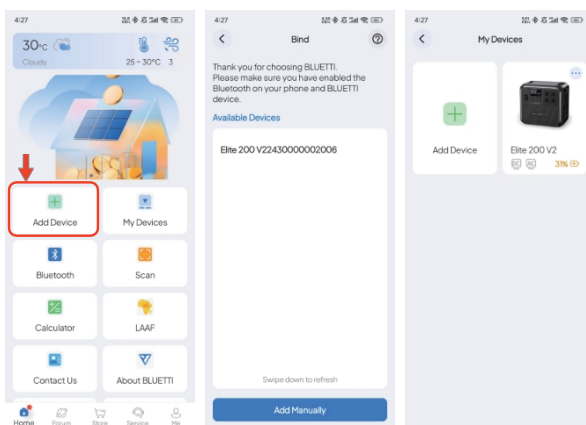 4:27
30°C
Cloudy
25~30°C 3
Add Device
My Devices
Bluetooth
Scan
Calculator
LAAF
Contact Us
About BLUETTI
Home
Forum
Store
Service
Me
4:27
Bind
Thank you for choosing BLUETTI.
Please make sure you have enabled the
Bluetooth on your phone and BLUETTI
device.
Available Devices
Elite 200 V22430000002006
Swipe down to refresh
Add Manually
4:27
My Devices
Add Device
Elite 200 V2
DC AC 31%